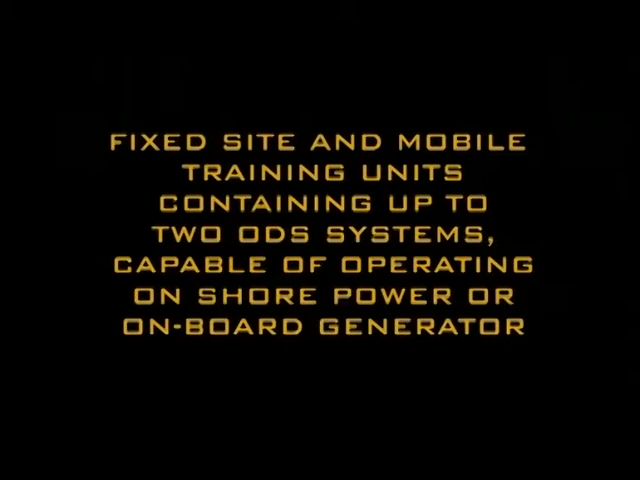 FIXED SITE AND MOBILE
TRAINING UNITS
CONTAINING UP TO
TWO ODS SYSTEMS,
CAPABLE OF OPERATING
ON SHORE POWER OR
ON-BOARD GENERATOR